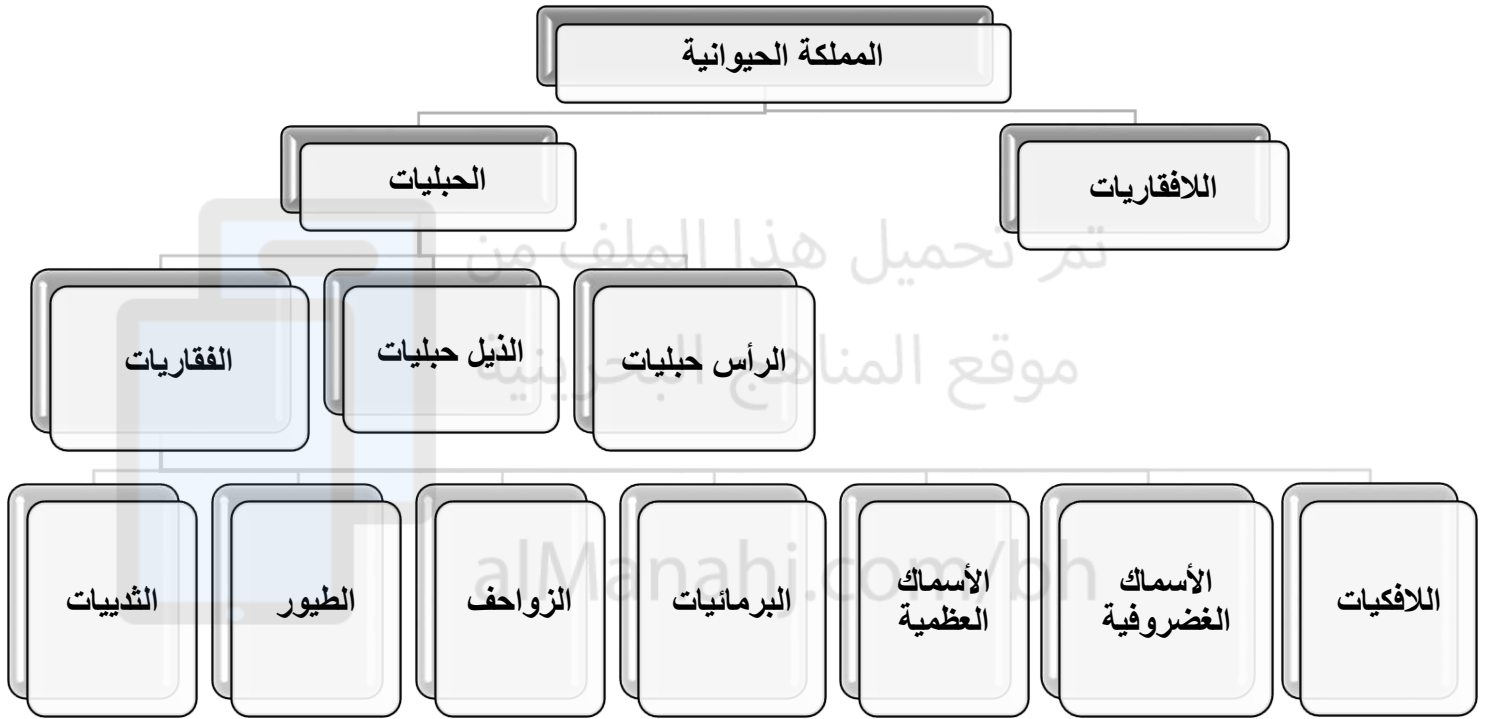 المملكة الحيوانية
اللافقاريات
الحبليات
تم تحميل هذا الملف من
موقع المناهج البحرينية
الرأس حبليات
الذيل حبليات
الفقاريات
alManahj.com/bh
اللافكيات
الأسماك
الغضروفية
الأسماك
العظمية
البرمائيات
الزواحف
الطيور
الثدييات